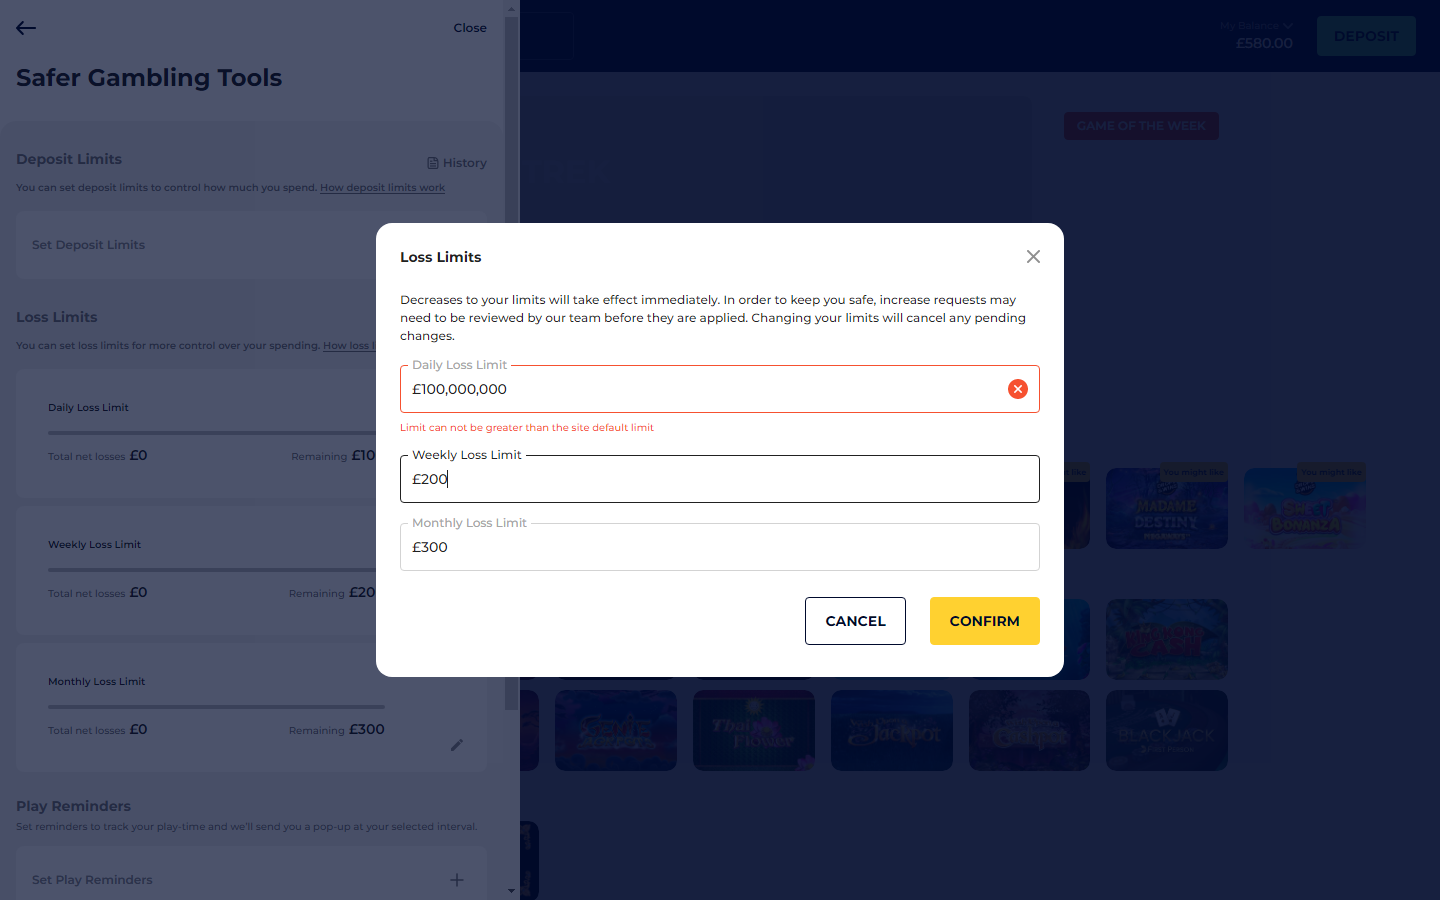 Close
My Balance
£580.00
DEPOSIT
Safer Gambling Tools
GAME OF THE WEEK
Deposit Limits
History
You can set deposit limits to control how much you spend. How deposit limits work
Set Deposit Limits
Loss Limits
You can set loss limits for more control over your spending. How loss l
Daily Loss Limit
Total net losses £0
Remaining £10
Weekly Loss Limit
Total net losses £0
Remaining £20
Monthly Loss Limit
Total net losses £0
Remaining £300
Play Reminders
Set reminders to track your play-time and we'll send you a pop-up at your selected interval.
Set Play Reminders
Loss Limits
Decreases to your limits will take effect immediately. In order to keep you safe, increase requests may
need to be reviewed by our team before they are applied. Changing your limits will cancel any pending
changes.
Daily Loss Limit
£100,000,000
Limit can not be greater than the site default limit
Weekly Loss Limit
£200
Monthly Loss Limit
£300
CANCEL
CONFIRM
You might like
You might like
MADAME
DESTINY
MEGAWAYS
SWEET
BONANZA
Thai
Flower
Jackpot
BLACKJACK